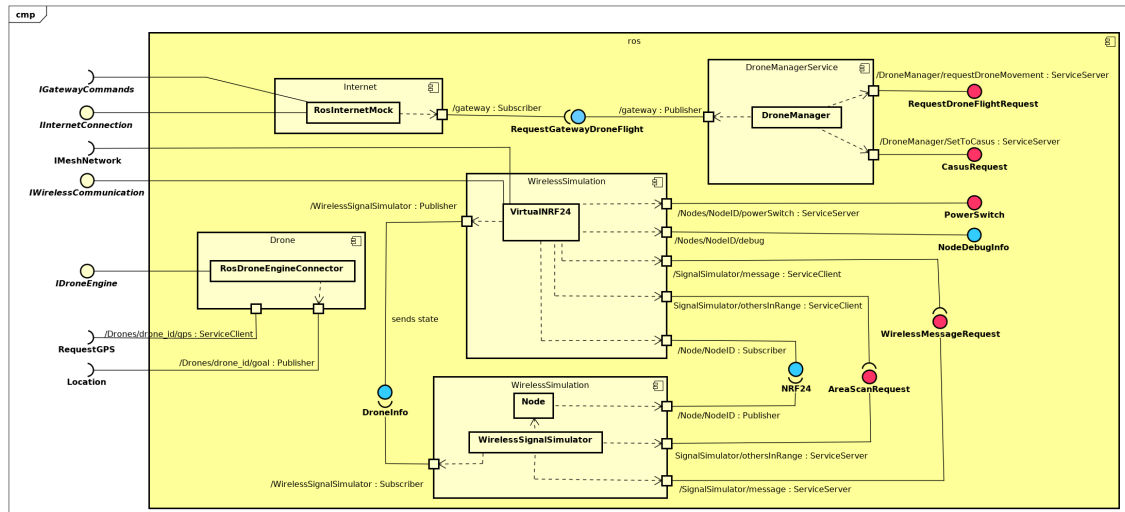 cmp
ros
IGatewayCommands
IInternetConnection
IMeshNetwork
IWirelessCommunication
IDroneEngine
RequestGPS
Location
Internet
RosInternetMock
/gateway : Subscriber
RequestGatewayDroneFlight
/gateway : Publisher
DroneManagerService
DroneManager
/DroneManager/requestDroneMovement : ServiceServer
RequestDroneFlightRequest
/DroneManager/SetToCasus : ServiceServer
CasusRequest
WirelessSimulation
VirtualNRF24
/WirelessSignalSimulator : Publisher
/Nodes/NodeID/powerSwitch : ServiceServer
PowerSwitch
/Nodes/NodeID/debug
NodeDebugInfo
/SignalSimulator/message : ServiceClient
SignalSimulator/othersInRange : ServiceClient
WirelessMessageRequest
/Node/NodeID : Subscriber
Drone
RosDroneEngineConnector
/Drones/drone_id/gps : ServiceClient
/Drones/drone_id/goal : Publisher
sends state
DroneInfo
NRF24
AreaScanRequest
WirelessSimulation
Node
/Node/NodeID : Publisher
WirelessSignalSimulator
SignalSimulator/othersInRange : ServiceServer
/WirelessSignalSimulator : Subscriber
/SignalSimulator/message : ServiceServer